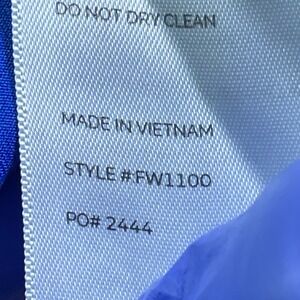 DO NOT DRY CLEAN
MADE IN VIETNAM
STYLE #FW1100
PO# 2444